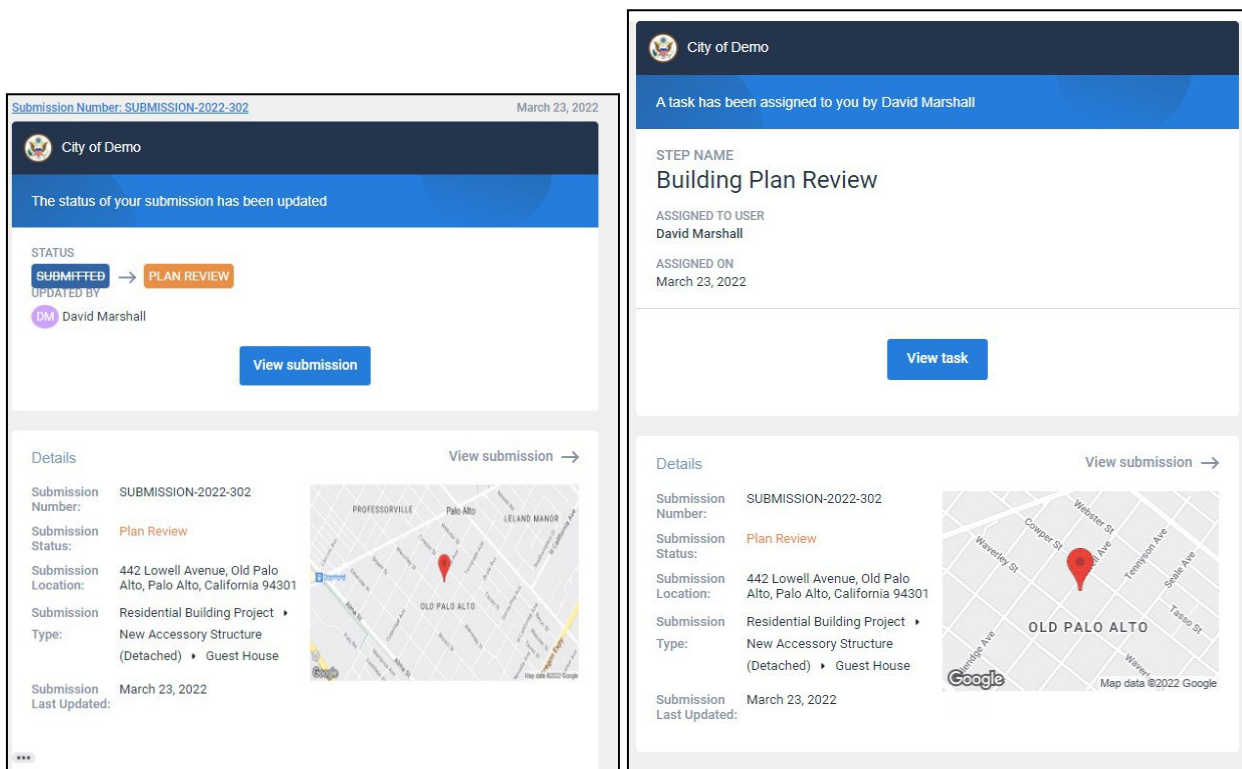 Submission Number: SUBMISSION-2022-302
March 23, 2022
City of Demo
The status of your submission has been updated
STATUS
SUBMITTED → PLAN REVIEW
UPDATED BY
DM David Marshall
View submission
Details
View submission →
Submission Number: SUBMISSION-2022-302
Submission Status: Plan Review
Submission Location: 442 Lowell Avenue, Old Palo
Alto, Palo Alto, California 94301
Submission Type: Residential Building Project ▸
New Accessory Structure
(Detached) ▸ Guest House
Submission Last Updated: March 23, 2022
PROFESSORVILLE
Palo Alto
LELAND MANOR
OLD PALO ALTO
Alma St
Google
Map data ©2022 Google
•••
City of Demo
A task has been assigned to you by David Marshall
STEP NAME
Building Plan Review
ASSIGNED TO USER
David Marshall
ASSIGNED ON
March 23, 2022
View task
Details
View submission →
Submission Number: SUBMISSION-2022-302
Submission Status: Plan Review
Submission Location: 442 Lowell Avenue, Old Palo
Alto, Palo Alto, California 94301
Submission Type: Residential Building Project ▸
New Accessory Structure
(Detached) ▸ Guest House
Submission Last Updated: March 23, 2022
Webster St
Cowper St
Waverley St
Tennyson Ave
Seale Ave
Tasso St
OLD PALO ALTO
Google
Map data ©2022 Google